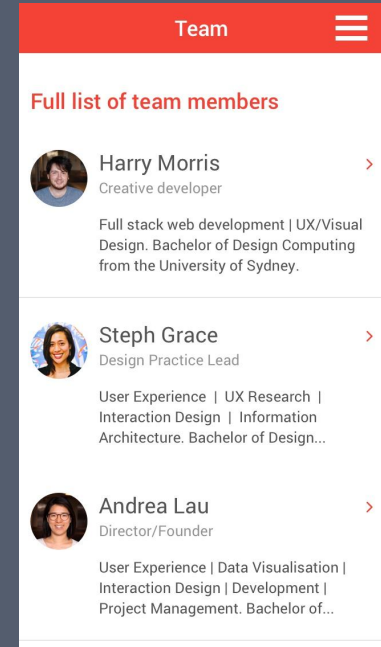 Team
Full list of team members
Harry Morris
Creative developer
Full stack web development | UX/Visual
Design. Bachelor of Design Computing
from the University of Sydney.
Steph Grace
Design Practice Lead
User Experience | UX Research |
Interaction Design | Information
Architecture. Bachelor of Design...
Andrea Lau
Director/Founder
User Experience | Data Visualisation |
Interaction Design | Development |
Project Management. Bachelor of...